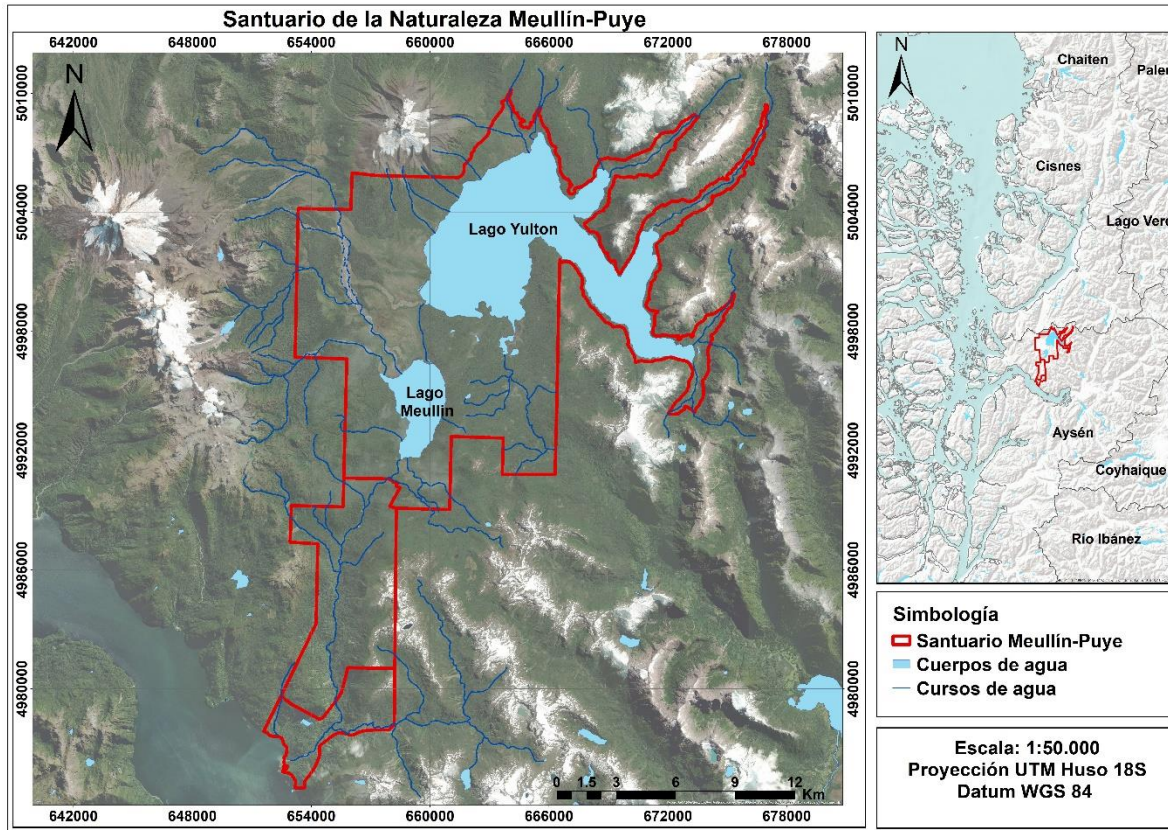 Santuario de la Naturaleza Meullín-Puye
642000 648000 654000 660000 666000 672000 678000
N
5010000
5004000
4998000
4992000
4986000
4980000
Lago Yulton
Lago
Meullin
5010000
5004000
4998000
4992000
4986000
4980000
0 1.5 3 6 9 12
Km
642000 648000 654000 660000 666000 672000 678000
N
Chaiten
Palen
Cisnes
Lago Verd
Aysén
Coyhaique
Río Ibánez
Simbología
Santuario Meullín-Puye
Cuerpos de agua
Cursos de agua
Escala: 1:50.000
Proyección UTM Huso 18S
Datum WGS 84